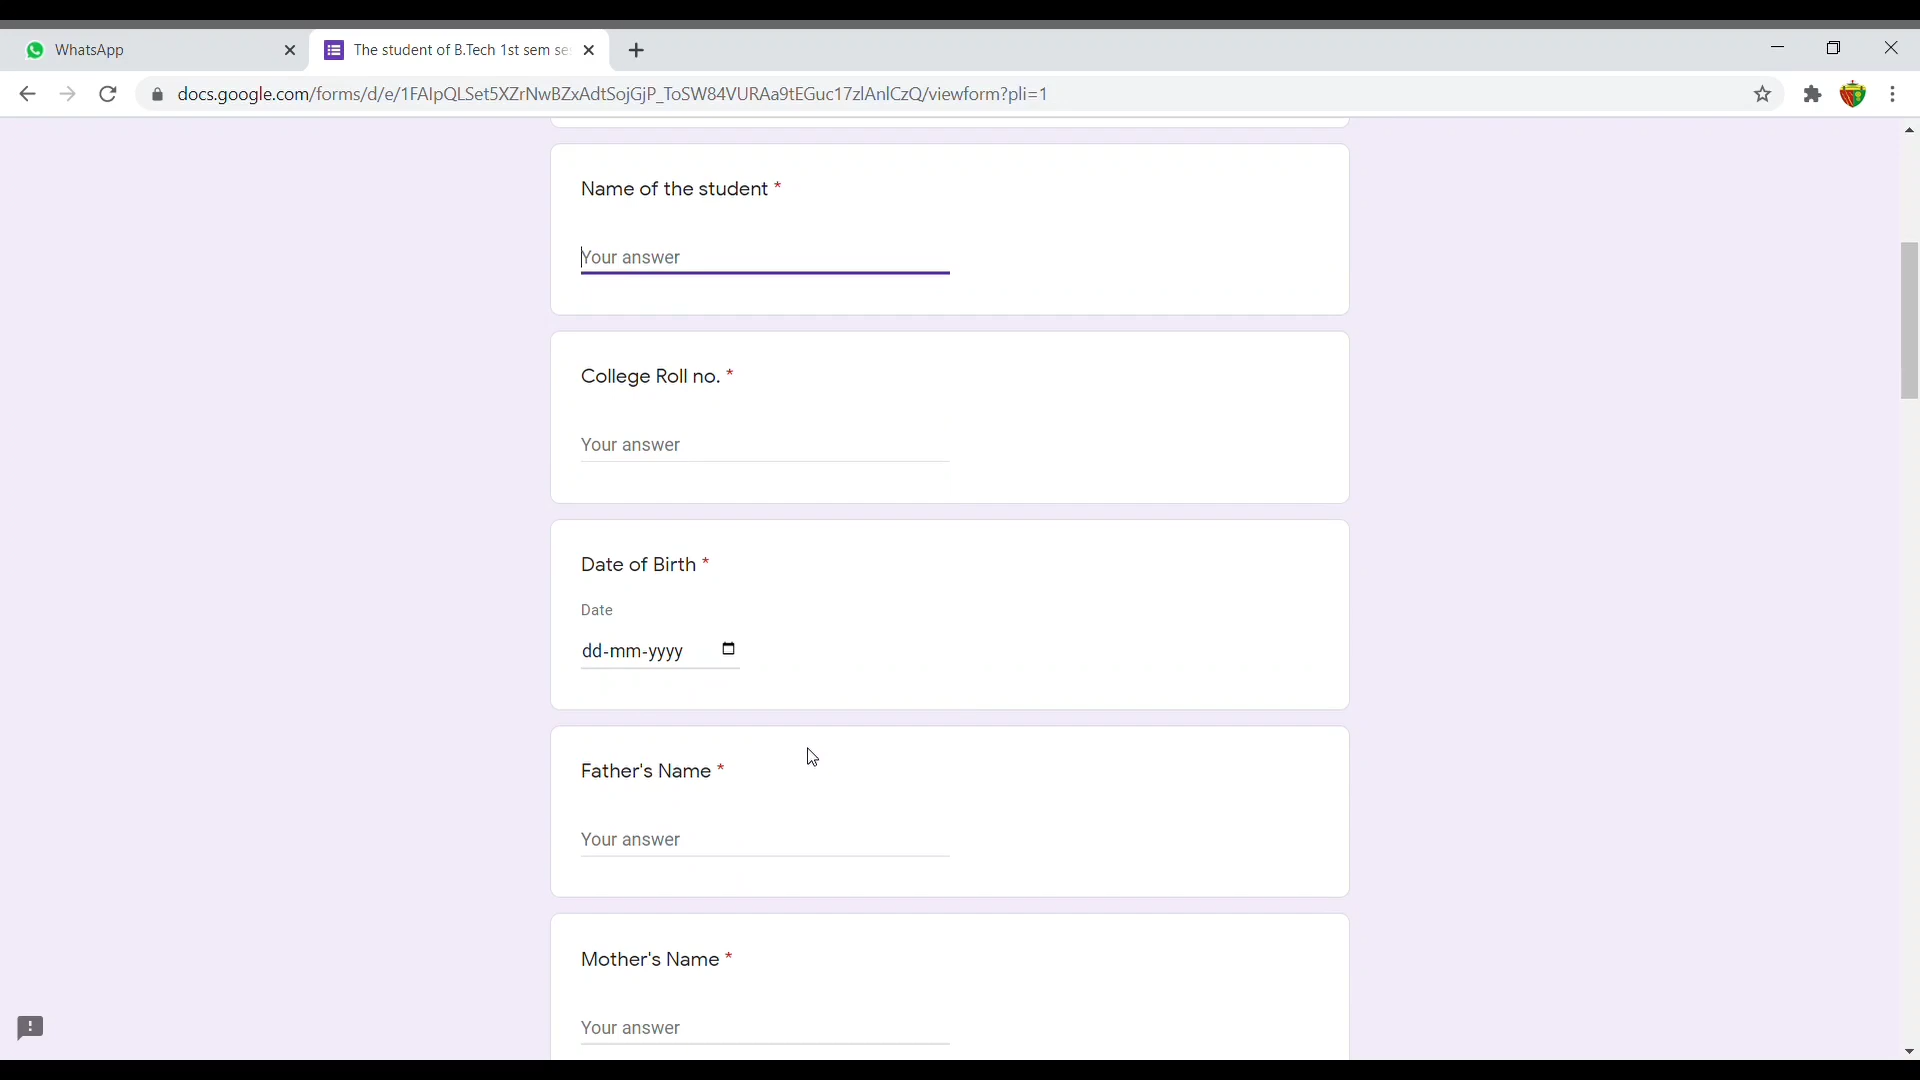 WhatsApp
The student of B.Tech 1st sem se
docs.google.com/forms/d/e/1FAIpQLSet5XZrNwBZxAdtSojGjP_ToSW84VURAa9tEGuc17zlAnlCzQ/viewform?pli=1
Name of the student *
Your answer
College Roll no. *
Your answer
Date of Birth *
Date
dd-mm-yyyy
Father's Name *
Your answer
Mother's Name *
Your answer